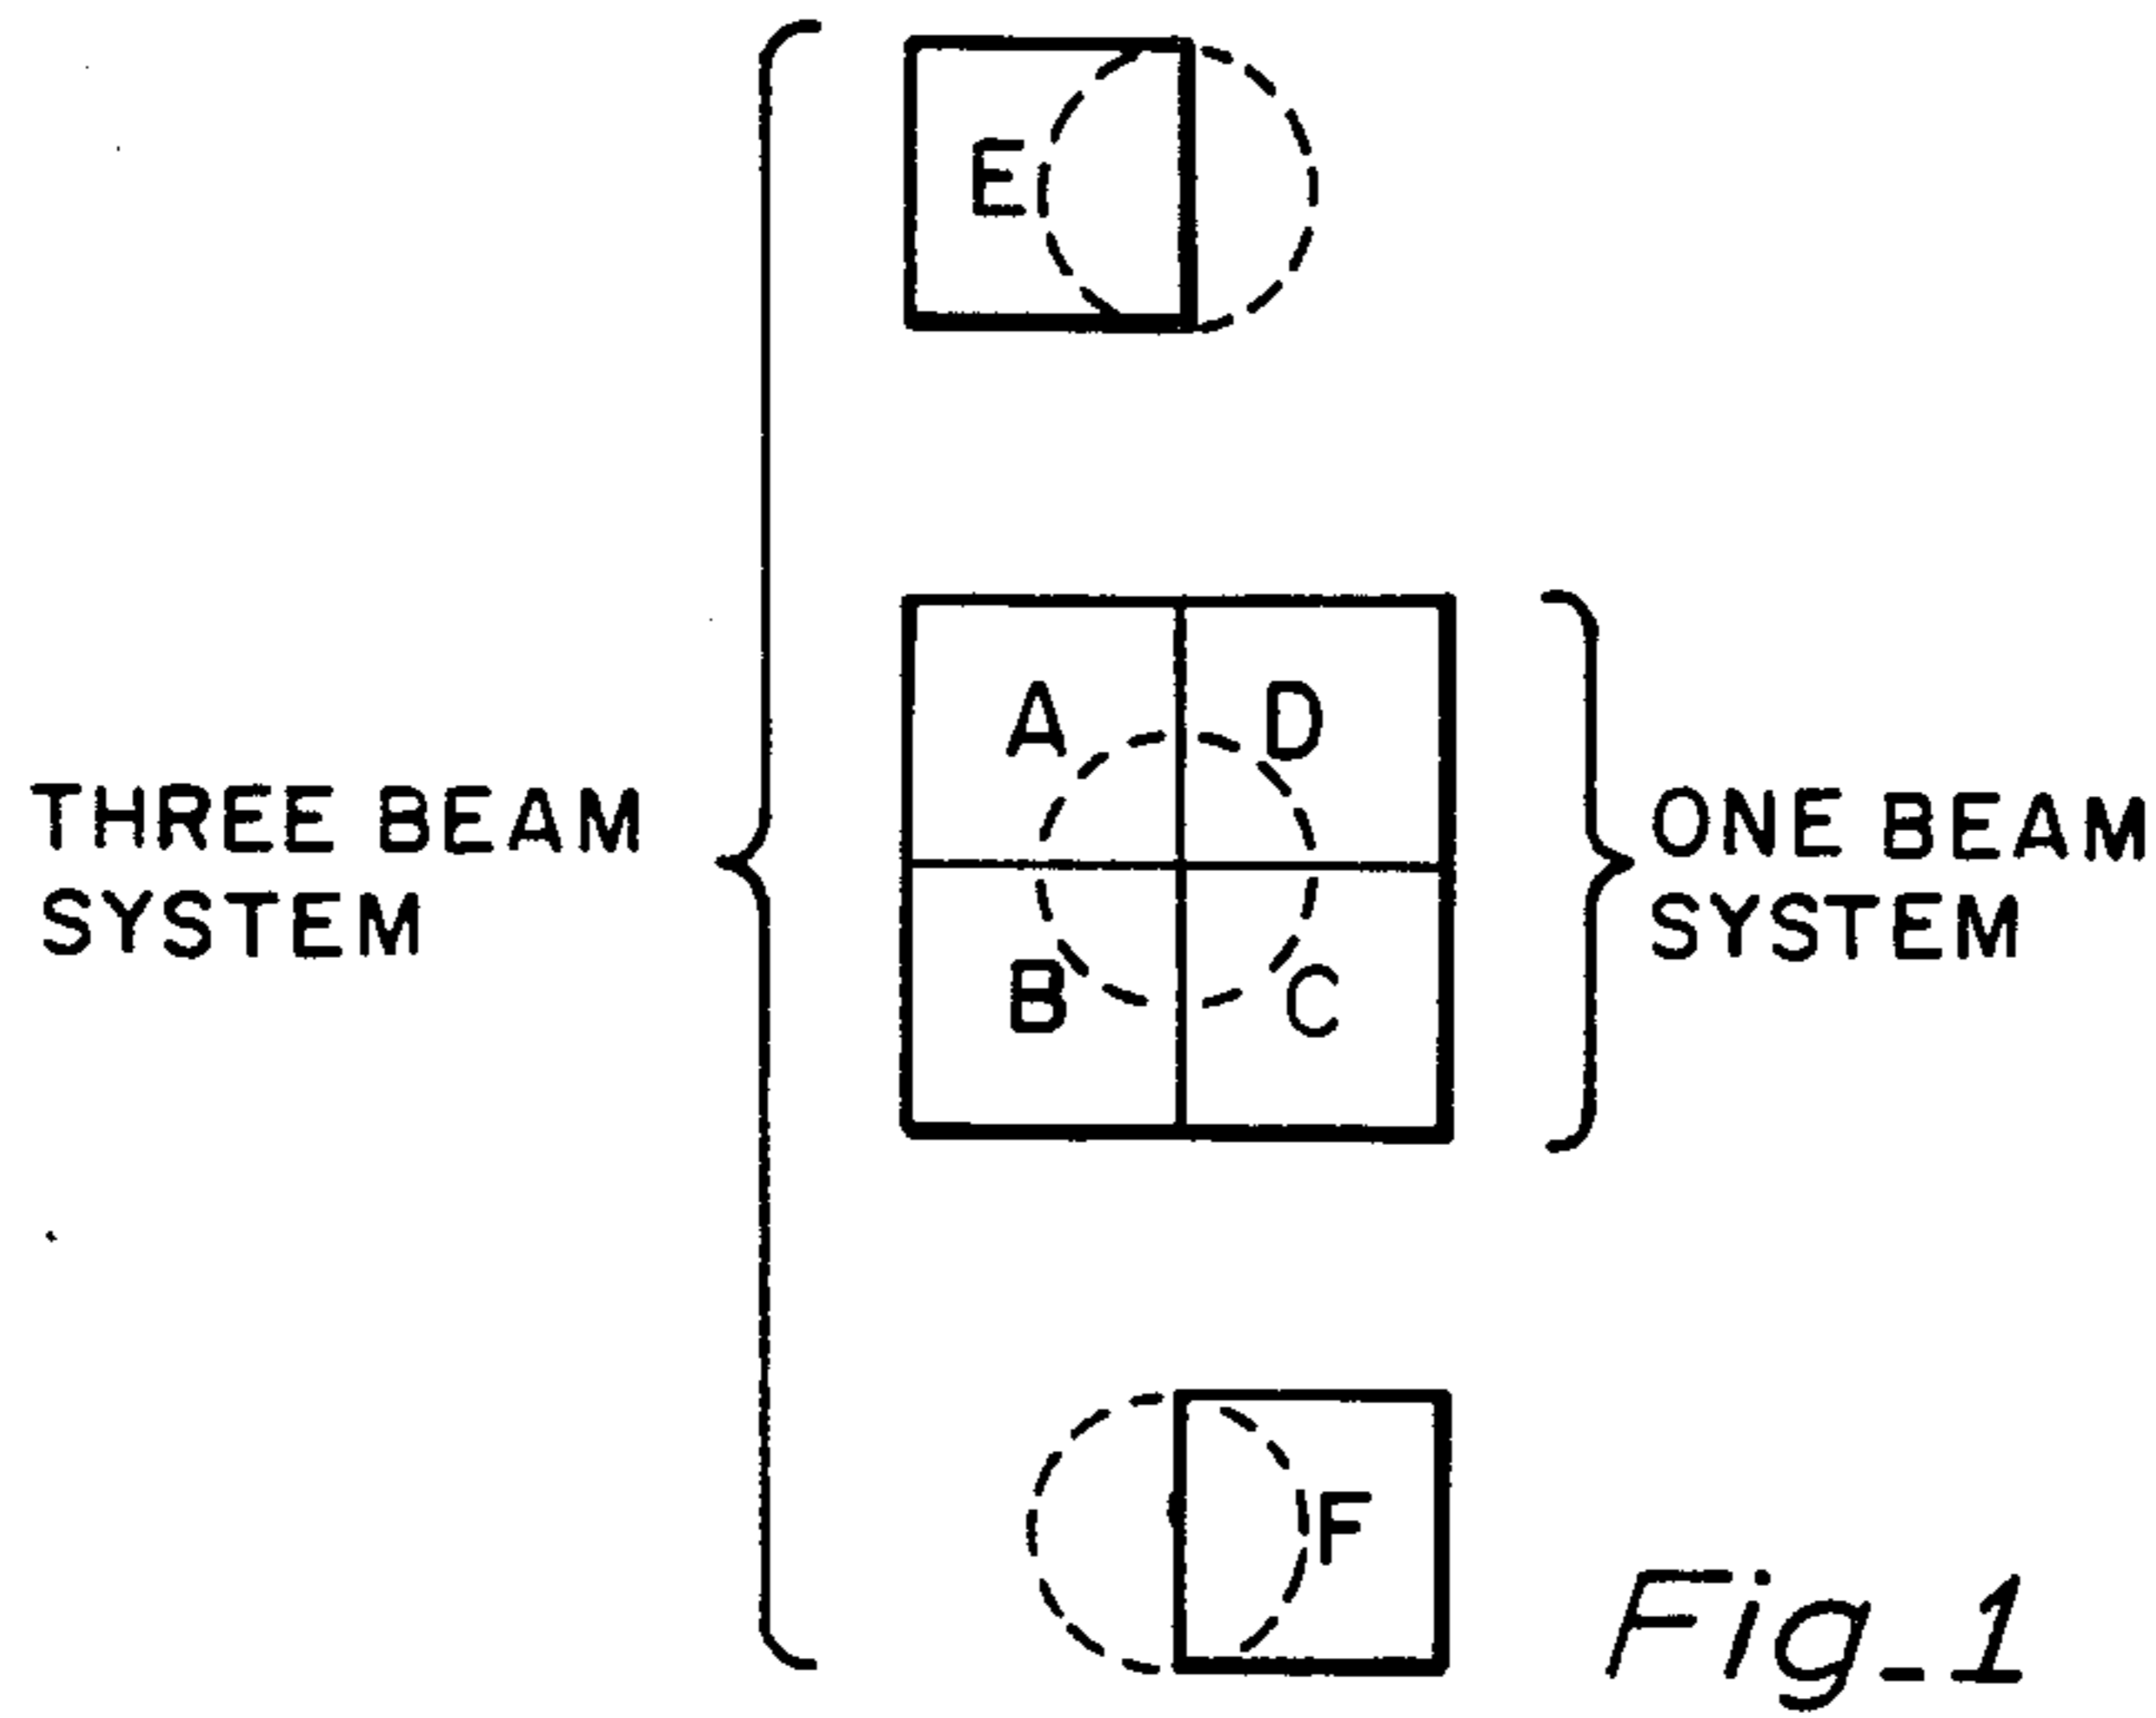 E
A D
THREE BEAM
SYSTEM
ONE BEAM
SYSTEM
B C
F
Fig_1